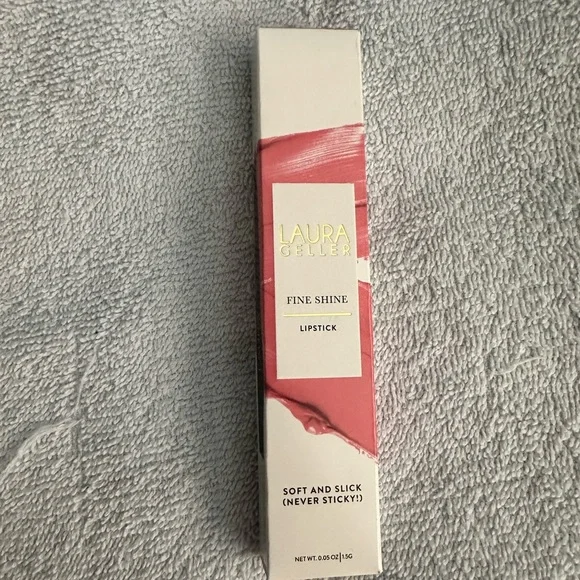 LAURA
GELLER
FINE SHINE
LIPSTICK
SOFT AND SLICK
(NEVER STICKY!)
NET WT. 0.05 OZ|1.5G